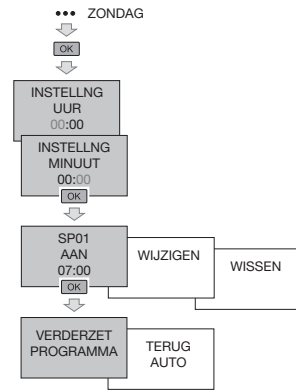 ••• ZONDAG
OK
INSTELLNG
UUR
00:00
INSTELLNG
MINUUT
00:00
OK
SP01
AAN
07:00
OK
WIJZIGEN
WISSEN
VERDERZET
PROGRAMMA
TERUG
AUTO